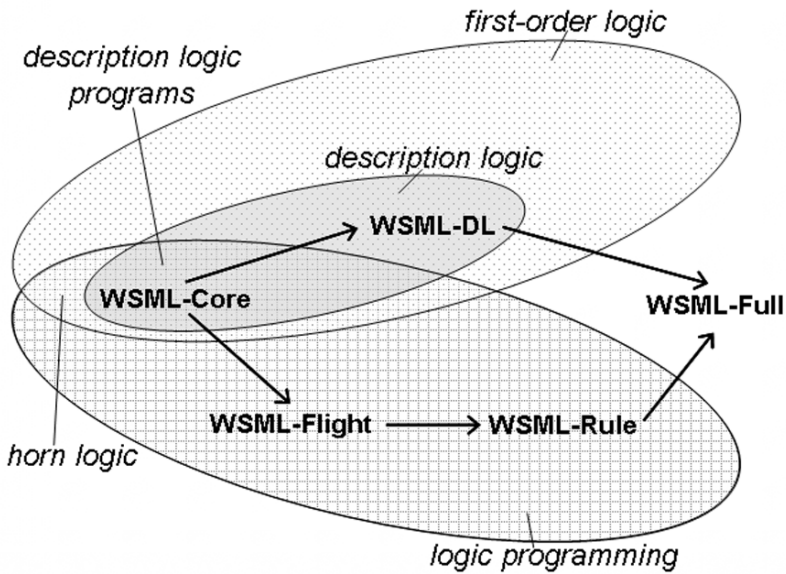 first-order logic
description logic
programs
description logic
WSML-DL
WSML-Core
WSML-Full
WSML-Flight
WSML-Rule
horn logic
logic programming